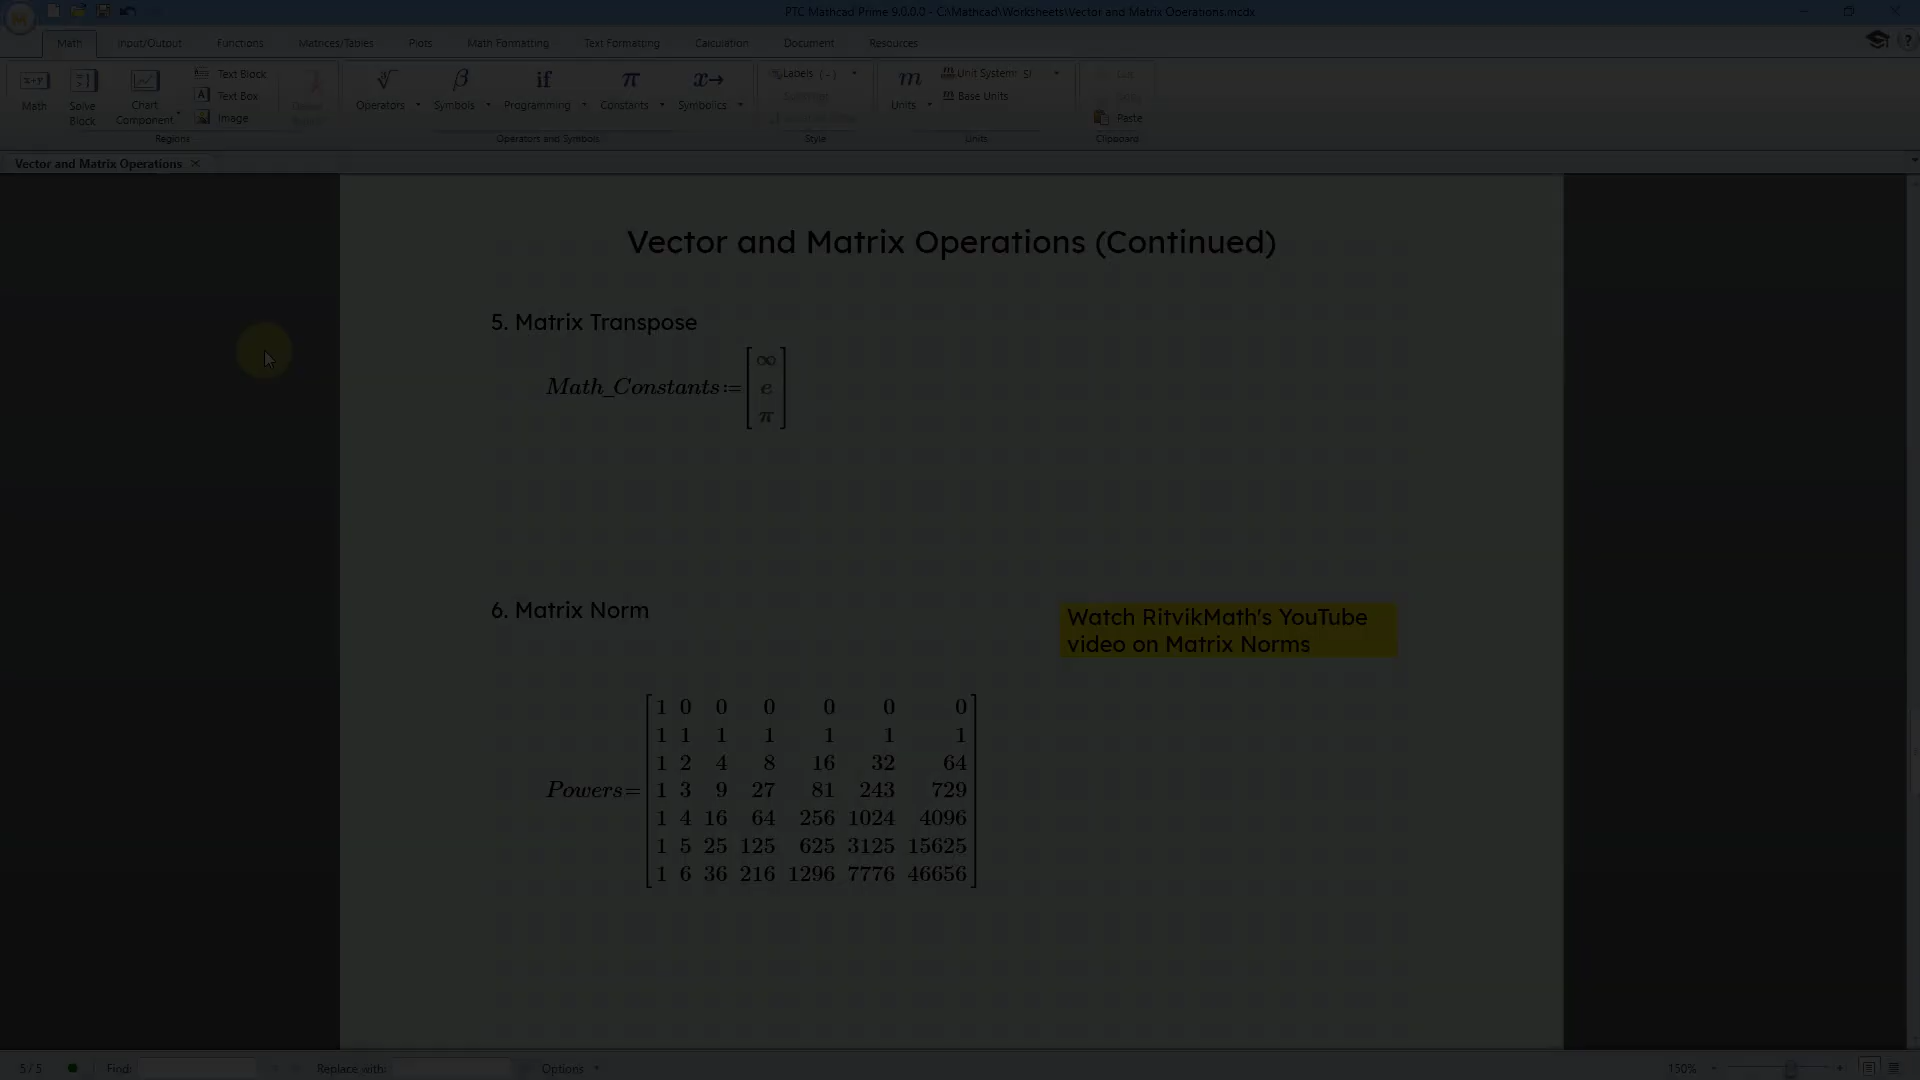 PTC Mathcad Prime 9.0.0.0 - C:\Mathcad\Worksheets\Vector and Matrix Operations.mcdx
Math Input/Output Functions Matrices/Tables Plots Math Formatting Text Formatting Calculation Document Resources
Math
Solve Block
Chart Component
Text Block
Text Box
Image
Regions
Operators
Symbols
if Programming
π Constants
Symbolics
Operators and Symbols
Labels ( - )
Style
Units
Unit System: SI
Base Units
Units
Cut
Paste
Clipboard
Vector and Matrix Operations
Vector and Matrix Operations (Continued)
5. Matrix Transpose
∞
Math_Constants := e
π
6. Matrix Norm
Watch RitvikMath's YouTube
video on Matrix Norms
1 0 0 0 0 0 0
1 1 1 1 1 1 1
1 2 4 8 16 32 64
Powers = 1 3 9 27 81 243 729
1 4 16 64 256 1024 4096
1 5 25 125 625 3125 15625
1 6 36 216 1296 7776 46656
5 / 5 Find: Replace with: Options 150%